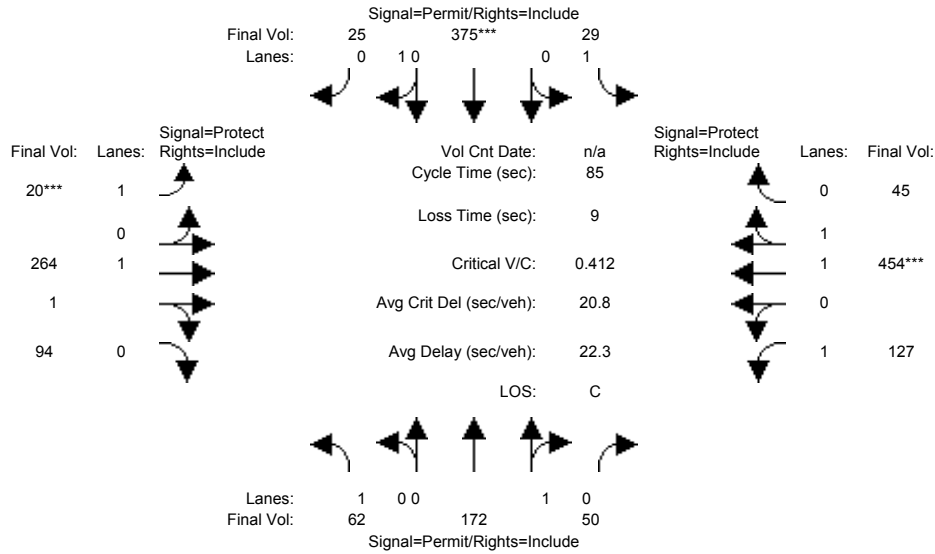 Signal=Permit/Rights=Include
Final Vol: 25 375*** 29
Lanes: 0 1 0 0 1
Signal=Protect
Final Vol: Lanes: Rights=Include
Vol Cnt Date: n/a
Signal=Protect
Rights=Include Lanes: Final Vol:
Cycle Time (sec): 85
20*** 1
0 45
Loss Time (sec): 9
0
1
264 1
Critical V/C: 0.412
1 454***
1
0
Avg Crit Del (sec/veh): 20.8
94 0
Avg Delay (sec/veh): 22.3
1 127
LOS: C
Lanes: 1 0 0 1 0
Final Vol: 62 172 50
Signal=Permit/Rights=Include